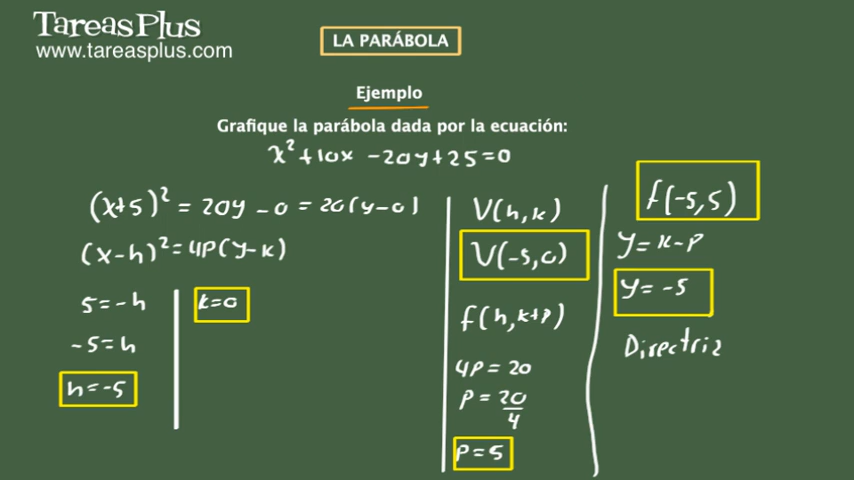 TareasPlus
www.tareasplus.com
LA PARÁBOLA
Ejemplo
Grafique la parábola dada por la ecuación:
x² + 10x - 20y + 25 = 0
(x+5)² = 20y - 0 = 20(y-0)
(x-h)² = 4P(y-k)
5 = -h
-5 = h
h = -5
k = 0
V(h,k)
V(-5,0)
f(h,k+p)
4P = 20
P = 20/4
P = 5
f(-5,5)
y = k - p
y = -5
Directriz